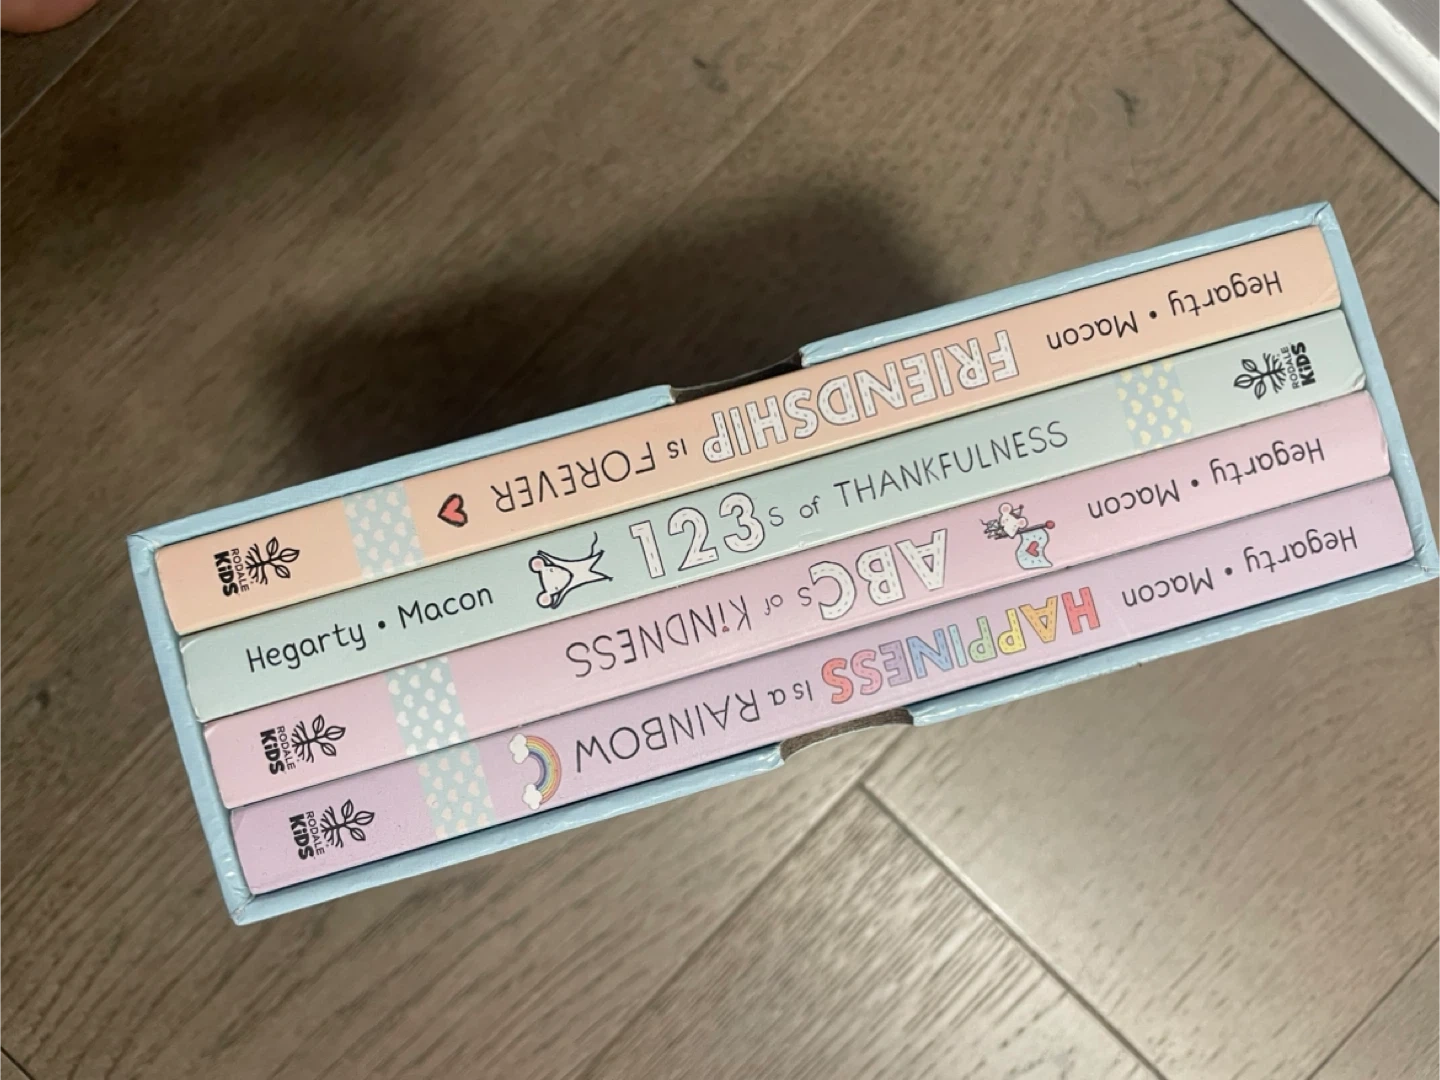 Hegarty • Macon FRIENDSHIP is FOREVER RODALE KiDS
Hegarty • Macon 123s of THANKFULNESS RODALE KiDS
Hegarty • Macon ABCs of KiNDNESS RODALE KiDS
Hegarty • Macon HAPPINESS is a RAINBOW RODALE KiDS